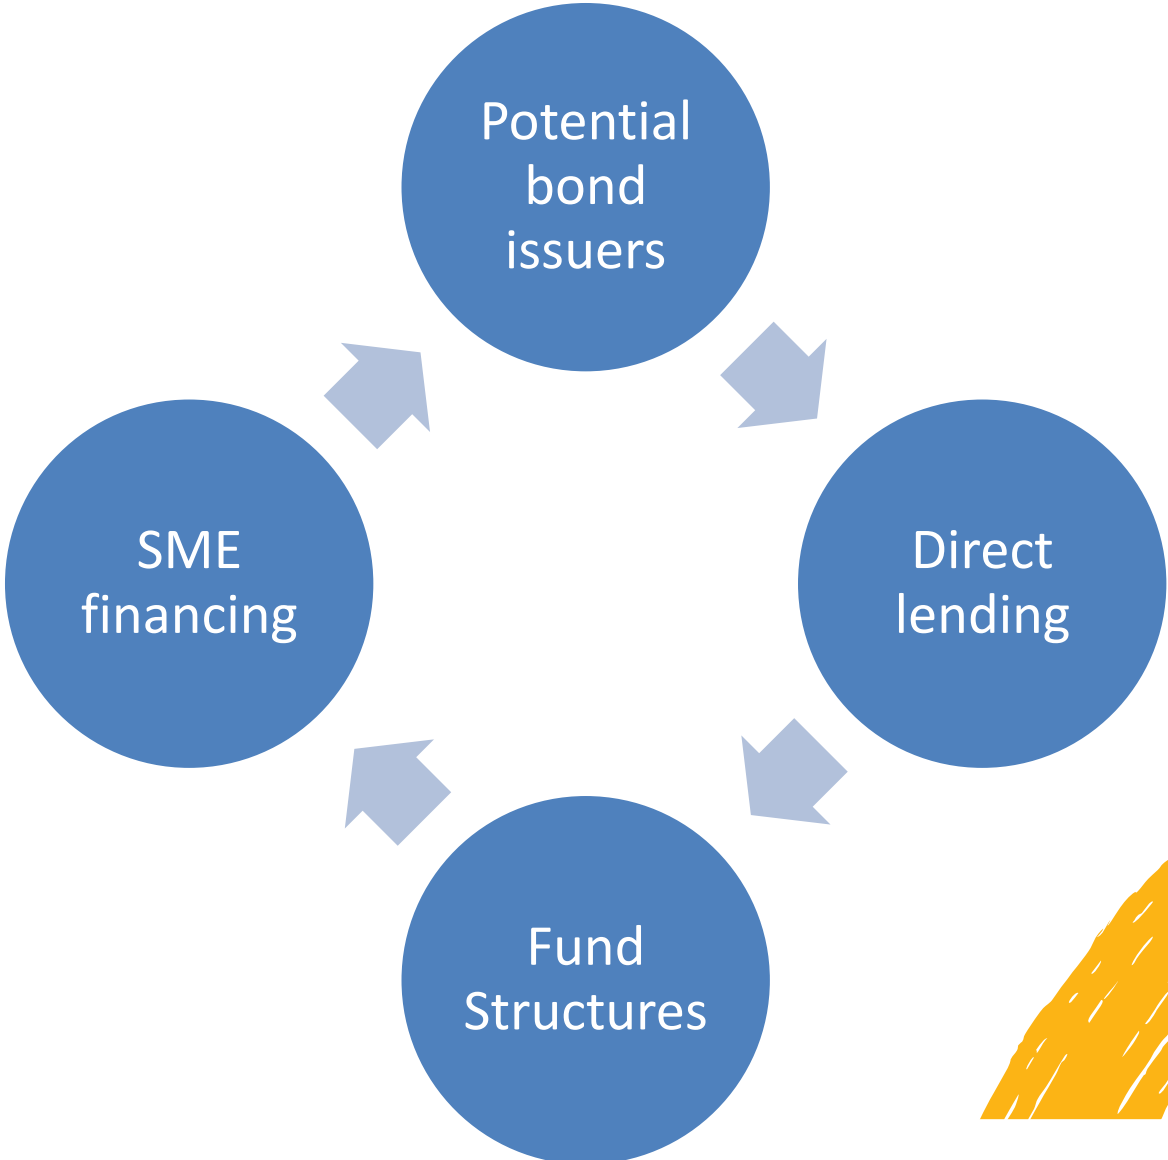 Potential
bond
issuers
Direct
lending
Fund
Structures
SME
financing